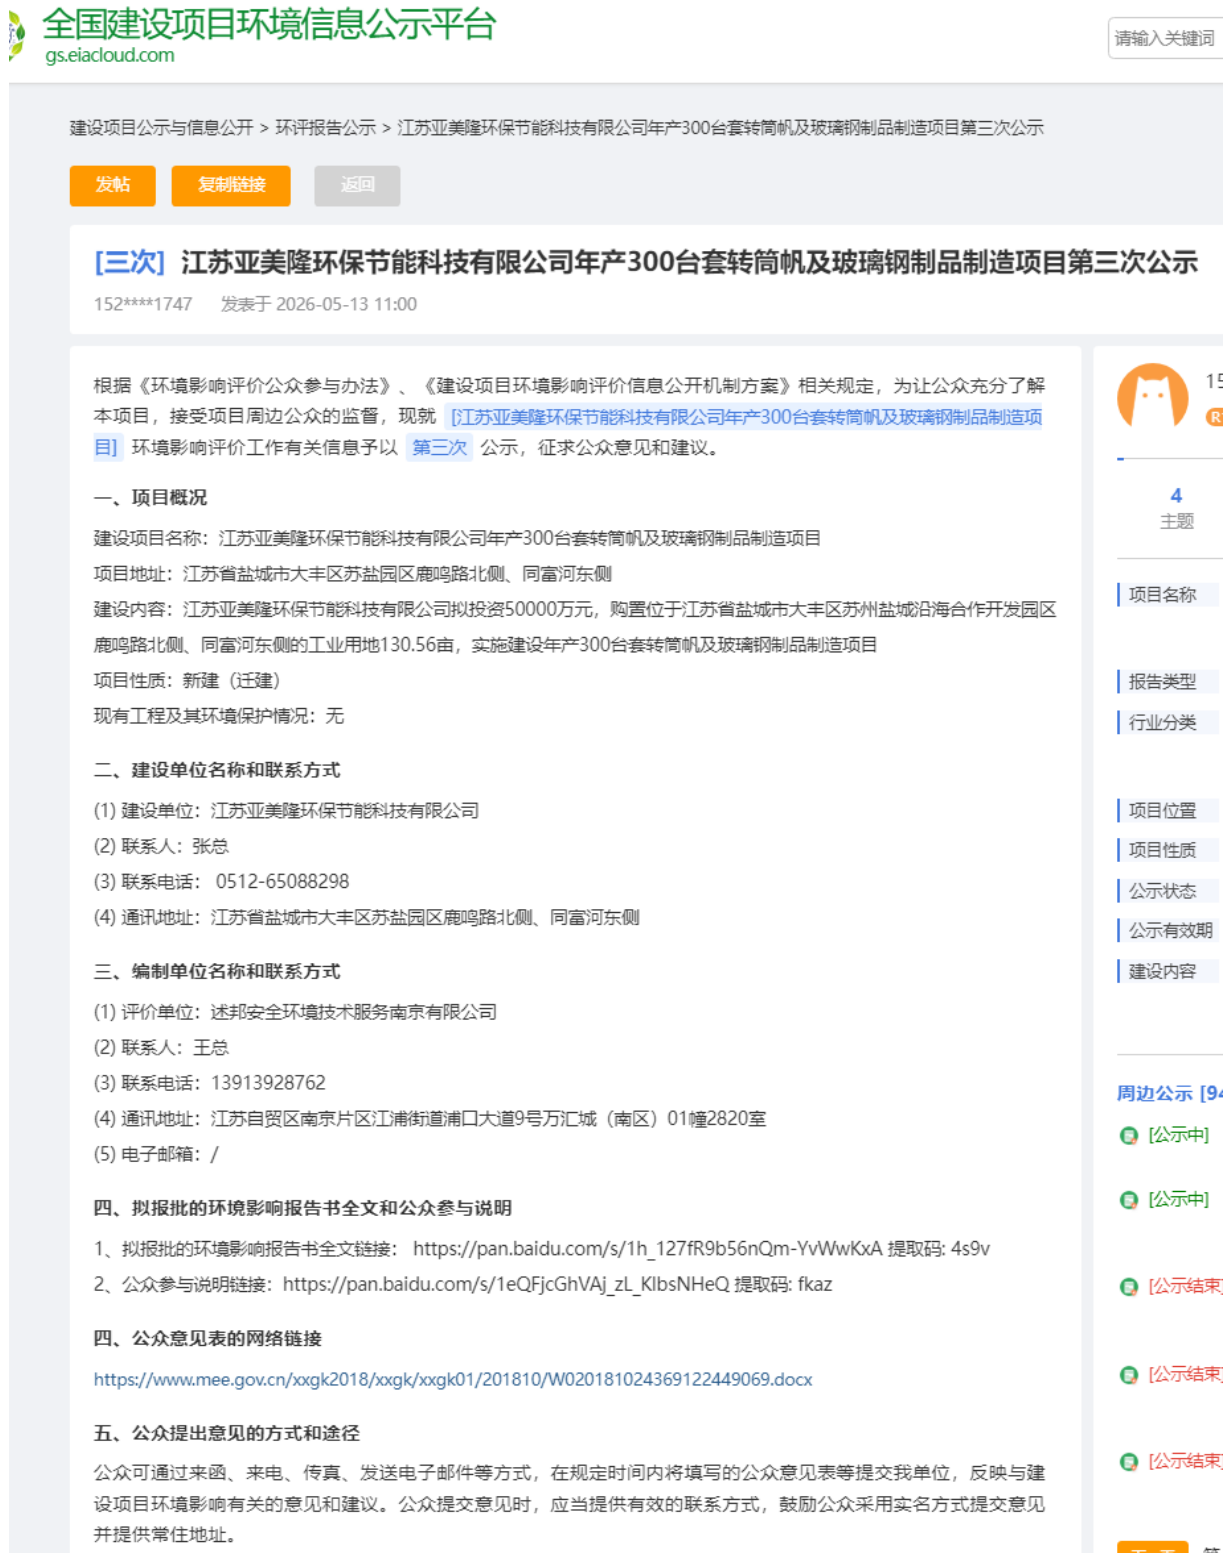 全国建设项目环境信息公示平台
gs.eiacloud.com
请输入关键词
建设项目公示与信息公开 > 环评报告公示 > 江苏亚美隆环保节能科技有限公司年产300台套转筒帆及玻璃钢制品制造项目第三次公示
发帖
复制链接
返回
[三次] 江苏亚美隆环保节能科技有限公司年产300台套转筒帆及玻璃钢制品制造项目第三次公示
152****1747 发表于 2026-05-13 11:00
根据《环境影响评价公众参与办法》、《建设项目环境影响评价信息公开机制方案》相关规定，为让公众充分了解
本项目，接受项目周边公众的监督，现就 [江苏亚美隆环保节能科技有限公司年产300台套转筒帆及玻璃钢制品制造项
目] 环境影响评价工作有关信息予以 第三次 公示，征求公众意见和建议。
一、项目概况
建设项目名称：江苏亚美隆环保节能科技有限公司年产300台套转筒帆及玻璃钢制品制造项目
项目地址：江苏省盐城市大丰区苏盐园区鹿鸣路北侧、同富河东侧
建设内容：江苏亚美隆环保节能科技有限公司拟投资50000万元，购置位于江苏省盐城市大丰区苏州盐城沿海合作开发园区
鹿鸣路北侧、同富河东侧的工业用地130.56亩，实施建设年产300台套转筒帆及玻璃钢制品制造项目
项目性质：新建（迁建）
现有工程及其环境保护情况：无
二、建设单位名称和联系方式
(1) 建设单位：江苏亚美隆环保节能科技有限公司
(2) 联系人：张总
(3) 联系电话： 0512-65088298
(4) 通讯地址：江苏省盐城市大丰区苏盐园区鹿鸣路北侧、同富河东侧
三、编制单位名称和联系方式
(1) 评价单位：述邦安全环境技术服务南京有限公司
(2) 联系人：王总
(3) 联系电话：13913928762
(4) 通讯地址：江苏自贸区南京片区江浦街道浦口大道9号万汇城（南区）01幢2820室
(5) 电子邮箱：/
四、拟报批的环境影响报告书全文和公众参与说明
1、拟报批的环境影响报告书全文链接： https://pan.baidu.com/s/1h_127fR9b56nQm-YvWwKxA 提取码: 4s9v
2、公众参与说明链接：https://pan.baidu.com/s/1eQFjcGhVAj_zL_KlbsNHeQ 提取码: fkaz
四、公众意见表的网络链接
https://www.mee.gov.cn/xxgk2018/xxgk/xxgk01/201810/W020181024369122449069.docx
五、公众提出意见的方式和途径
公众可通过来函、来电、传真、发送电子邮件等方式，在规定时间内将填写的公众意见表等提交我单位，反映与建
设项目环境影响有关的意见和建议。公众提交意见时，应当提供有效的联系方式，鼓励公众采用实名方式提交意见
并提供常住地址。
15
R
4
主题
项目名称
报告类型
行业分类
项目位置
项目性质
公示状态
公示有效期
建设内容
周边公示 [94
[公示中]
[公示中]
[公示结束]
[公示结束]
[公示结束]